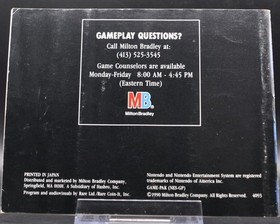 GAMEPLAY QUESTIONS?
Call Milton Bradley at:
(413) 525-3545
Game Counselors are available
Monday-Friday 8:00 AM - 4:45 PM
(Eastern Time)
MB
Milton Bradley
PRINTED IN JAPAN
Distributed and marketed by Milton Bradley Company,
Springfield, MA 01101. A Subsidiary of Hasbro, Inc.
Program and audiovisuals by Rare Ltd./Rare Coin-It, Inc.
Nintendo and Nintendo Entertainment System are registered
trademarks of Nintendo of America Inc.
GAME-PAK (NES-GP)
©1990 Milton Bradley Company. All Rights Reserved. 4093